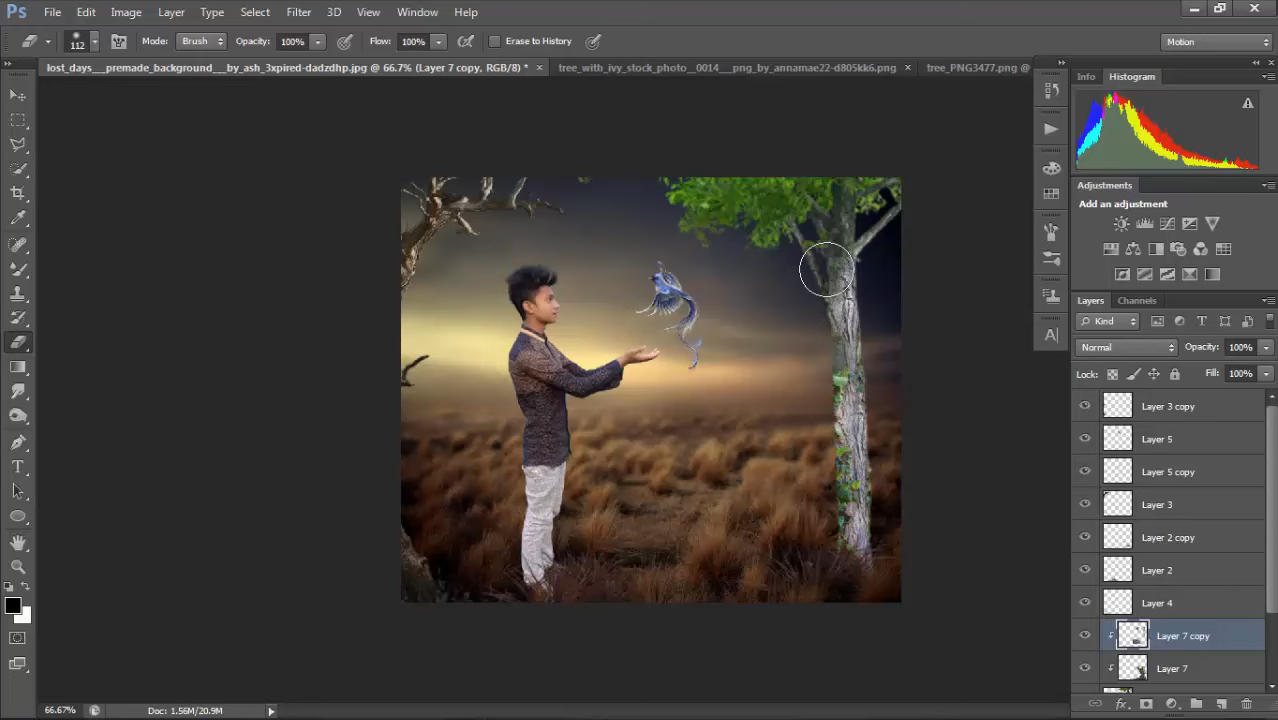 Ps File Edit Image Layer Type Select Filter 3D View Window Help
112 Mode: Brush Opacity: 100% Flow: 100% Erase to History Motion
lost_days___premade_background___by_ash_3xpired-dadzdhp.jpg @ 66.7% (Layer 7 copy, RGB/8) * × tree_with_ivy_stock_photo__0014___png_by_annamae22-d805kk6.png × tree_PNG3477.png @
Info Histogram
Adjustments
Add an adjustment
Layers Channels
Kind
Normal Opacity: 100%
Lock: Fill: 100%
Layer 3 copy
Layer 5
Layer 5 copy
Layer 3
Layer 2 copy
Layer 2
Layer 4
Layer 7 copy
Layer 7
66.67% Doc: 1.56M/20.9M